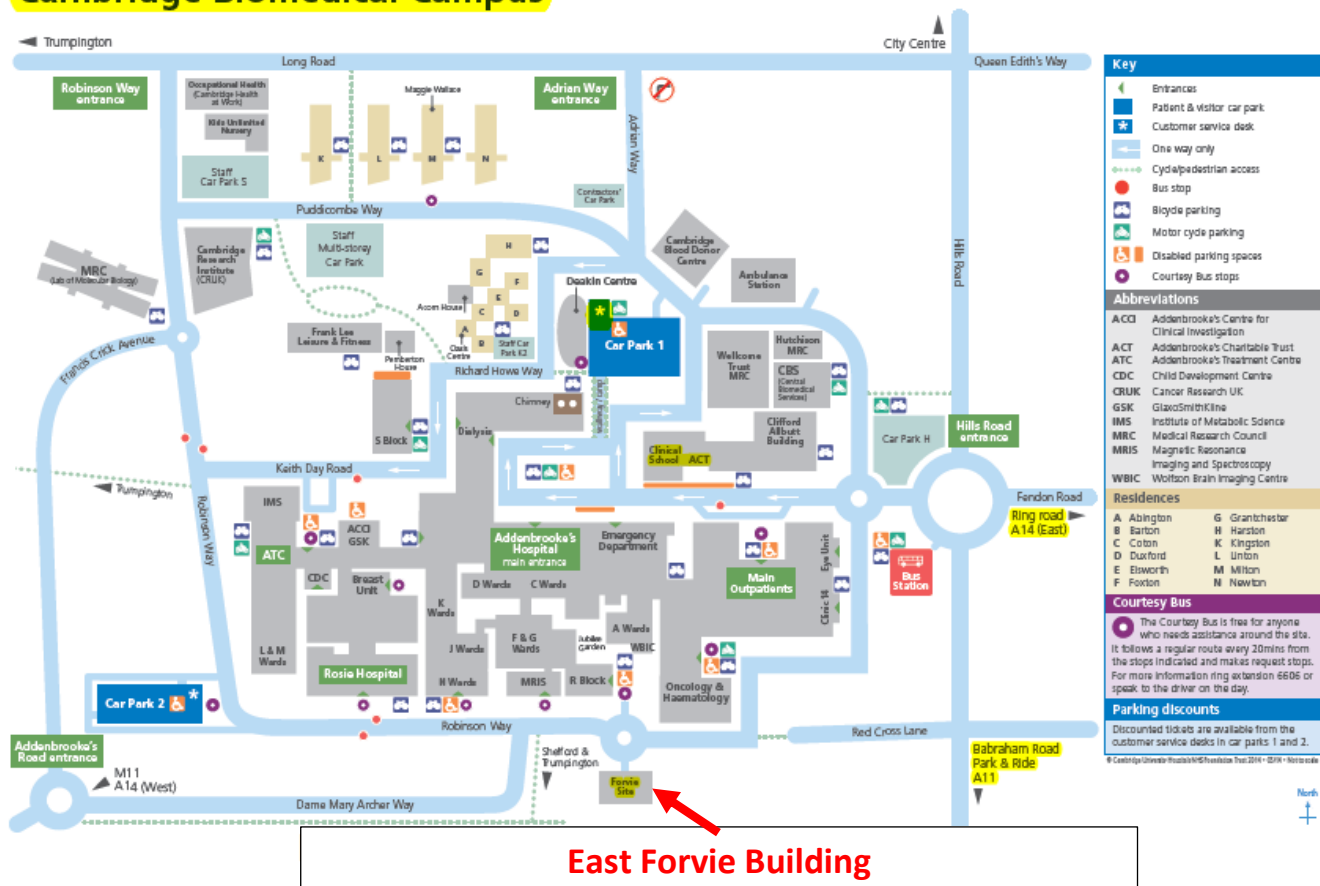 Cambridge Biomedical Campus
Trumpington
City Centre
Long Road
Queen Edith's Way
Robinson Way
entrance
Occupational Health
(Cambridge Health
at Work)
Kids Unlimited
Nursery
Staff
Car Park S
Maggie Wallace
K
L
M
N
Adrian Way
entrance
Adrian Way
Contractors'
Car Park
Puddicombe Way
MRC
(Lab of Molecular Biology)
Cambridge
Research
Institute
(CRUK)
Staff
Multi-storey
Car Park
H
G
F
E
Acorn House
C
D
A
B
Oasis
Centre
Staff Car
Park K2
Deakin Centre
Car Park 1
Cambridge
Blood Donor
Centre
Ambulance
Station
Hills Road
Francis Crick Avenue
Frank Lee
Leisure & Fitness
Pemberton
House
Richard Howe Way
Wellcome
Trust
MRC
Hutchison
MRC
CBS
(Central
Biomedical
Services)
Clifford
Allbutt
Building
Chimney
S Block
Dialysis
walkway / ramp
Clinical
School
ACT
Car Park H
Hills Road
entrance
Keith Day Road
Trumpington
Robinson Way
Fendon Road
Ring road
A14 (East)
IMS
ATC
ACCI
GSK
CDC
Breast
Unit
Addenbrooke's
Hospital
main entrance
Emergency
Department
Main
Outpatients
Eye Unit
Clinic 14
Bus
Station
D Wards
C Wards
K
Wards
J Wards
F & G
Wards
Jubilee
Garden
A Wards
WBIC
L & M
Wards
Rosie Hospital
N Wards
MRIS
R Block
Oncology &
Haematology
Car Park 2
Robinson Way
Red Cross Lane
Addenbrooke's
Road entrance
M11
A14 (West)
Shelford &
Trumpington
Forvie
Site
Babraham Road
Park & Ride
A11
Dame Mary Archer Way
East Forvie Building
Key
Entrances
Patient & visitor car park
Customer service desk
One way only
Cycle/pedestrian access
Bus stop
Bicycle parking
Motor cycle parking
Disabled parking spaces
Courtesy Bus stops
Abbreviations
ACCI Addenbrooke's Centre for
Clinical Investigation
ACT Addenbrooke's Charitable Trust
ATC Addenbrooke's Treatment Centre
CDC Child Development Centre
CRUK Cancer Research UK
GSK GlaxoSmithKline
IMS Institute of Metabolic Science
MRC Medical Research Council
MRIS Magnetic Resonance
Imaging and Spectroscopy
WBIC Wolfson Brain Imaging Centre
Residences
A Abington G Grantchester
B Barton H Harston
C Coton K Kingston
D Duxford L Linton
E Elsworth M Milton
F Foxton N Newton
Courtesy Bus
The Courtesy Bus is free for anyone
who needs assistance around the site.
It follows a regular route every 20mins from
the stops indicated and makes request stops.
For more information ring extension 6606 or
speak to the driver on the day.
Parking discounts
Discounted tickets are available from the
customer service desks in car parks 1 and 2.
© Cambridge University Hospitals NHS Foundation Trust 2014 • 03/14 • Not to scale
North